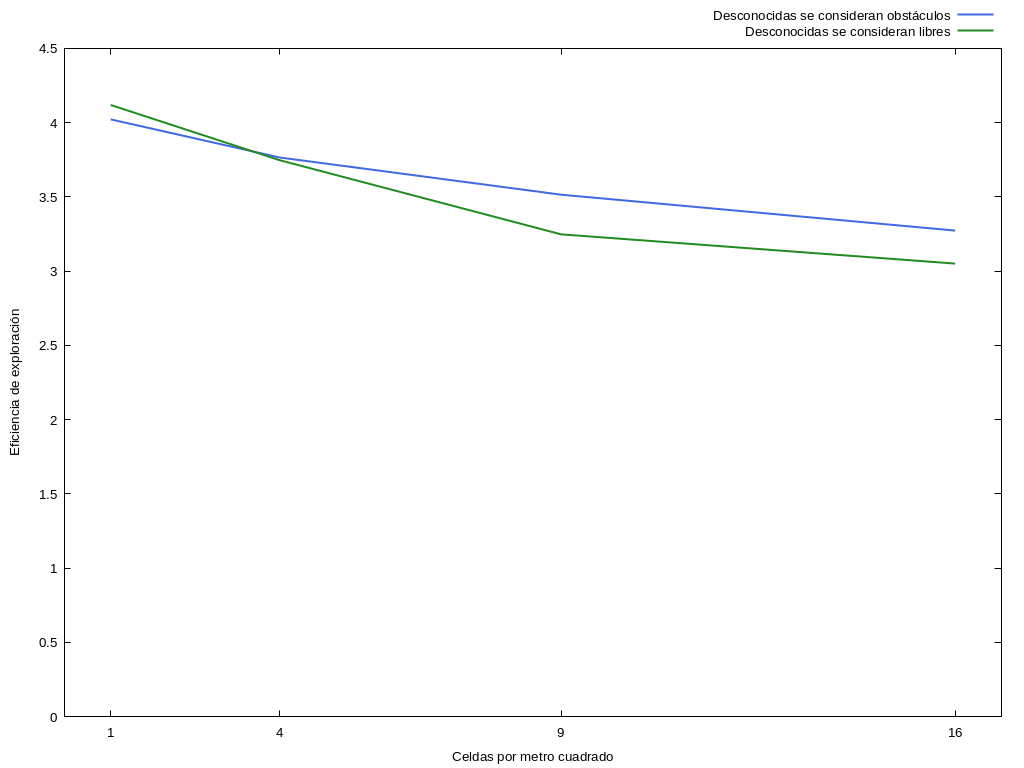 Desconocidas se consideran obstáculos
Desconocidas se consideran libres
4.5
4
3.5
3
2.5
2
1.5
1
0.5
0
Eficiencia de exploración
1 4 9 16
Celdas por metro cuadrado